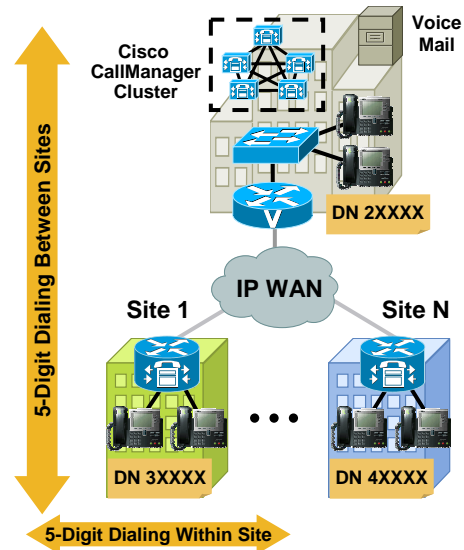 Cisco
CallManager
Cluster
Voice
Mail
5-Digit Dialing Between Sites
V
DN 2XXXX
IP WAN
Site 1
Site N
DN 3XXXX
DN 4XXXX
5-Digit Dialing Within Site